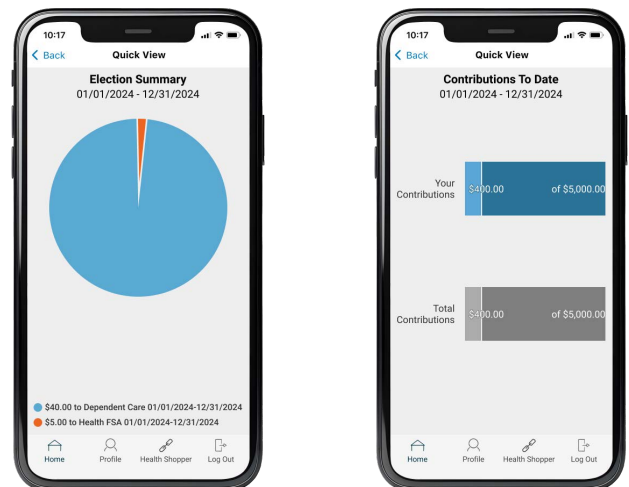 10:17
Back Quick View
Election Summary
01/01/2024 - 12/31/2024
$40.00 to Dependent Care 01/01/2024-12/31/2024
$5.00 to Health FSA 01/01/2024-12/31/2024
Home Profile Health Shopper Log Out
10:17
Back Quick View
Contributions To Date
01/01/2024 - 12/31/2024
Your
Contributions
$400.00 of $5,000.00
Total
Contributions
$400.00 of $5,000.00
Home Profile Health Shopper Log Out